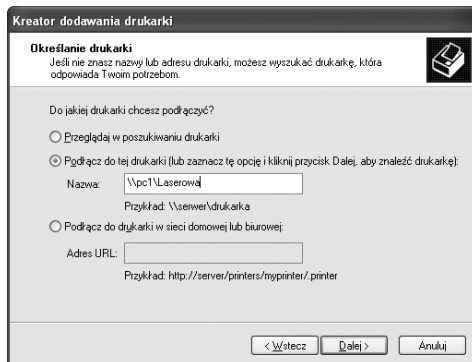 Kreator dodawania drukarki
Określanie drukarki
Jeśli nie znasz nazwy lub adresu drukarki, możesz wyszukać drukarkę, która
odpowiada Twoim potrzebom.
Do jakiej drukarki chcesz podłączyć?
Przeglądaj w poszukiwaniu drukarki
Podłącz do tej drukarki (lub zaznacz tę opcję i kliknij przycisk Dalej, aby znaleźć drukarkę):
Nazwa: \\pc1\Laserowa
Przykład: \\serwer\drukarka
Podłącz do drukarki w sieci domowej lub biurowej:
Adres URL:
Przykład: http://server/printers/myprinter/.printer
< Wstecz Dalej > Anuluj